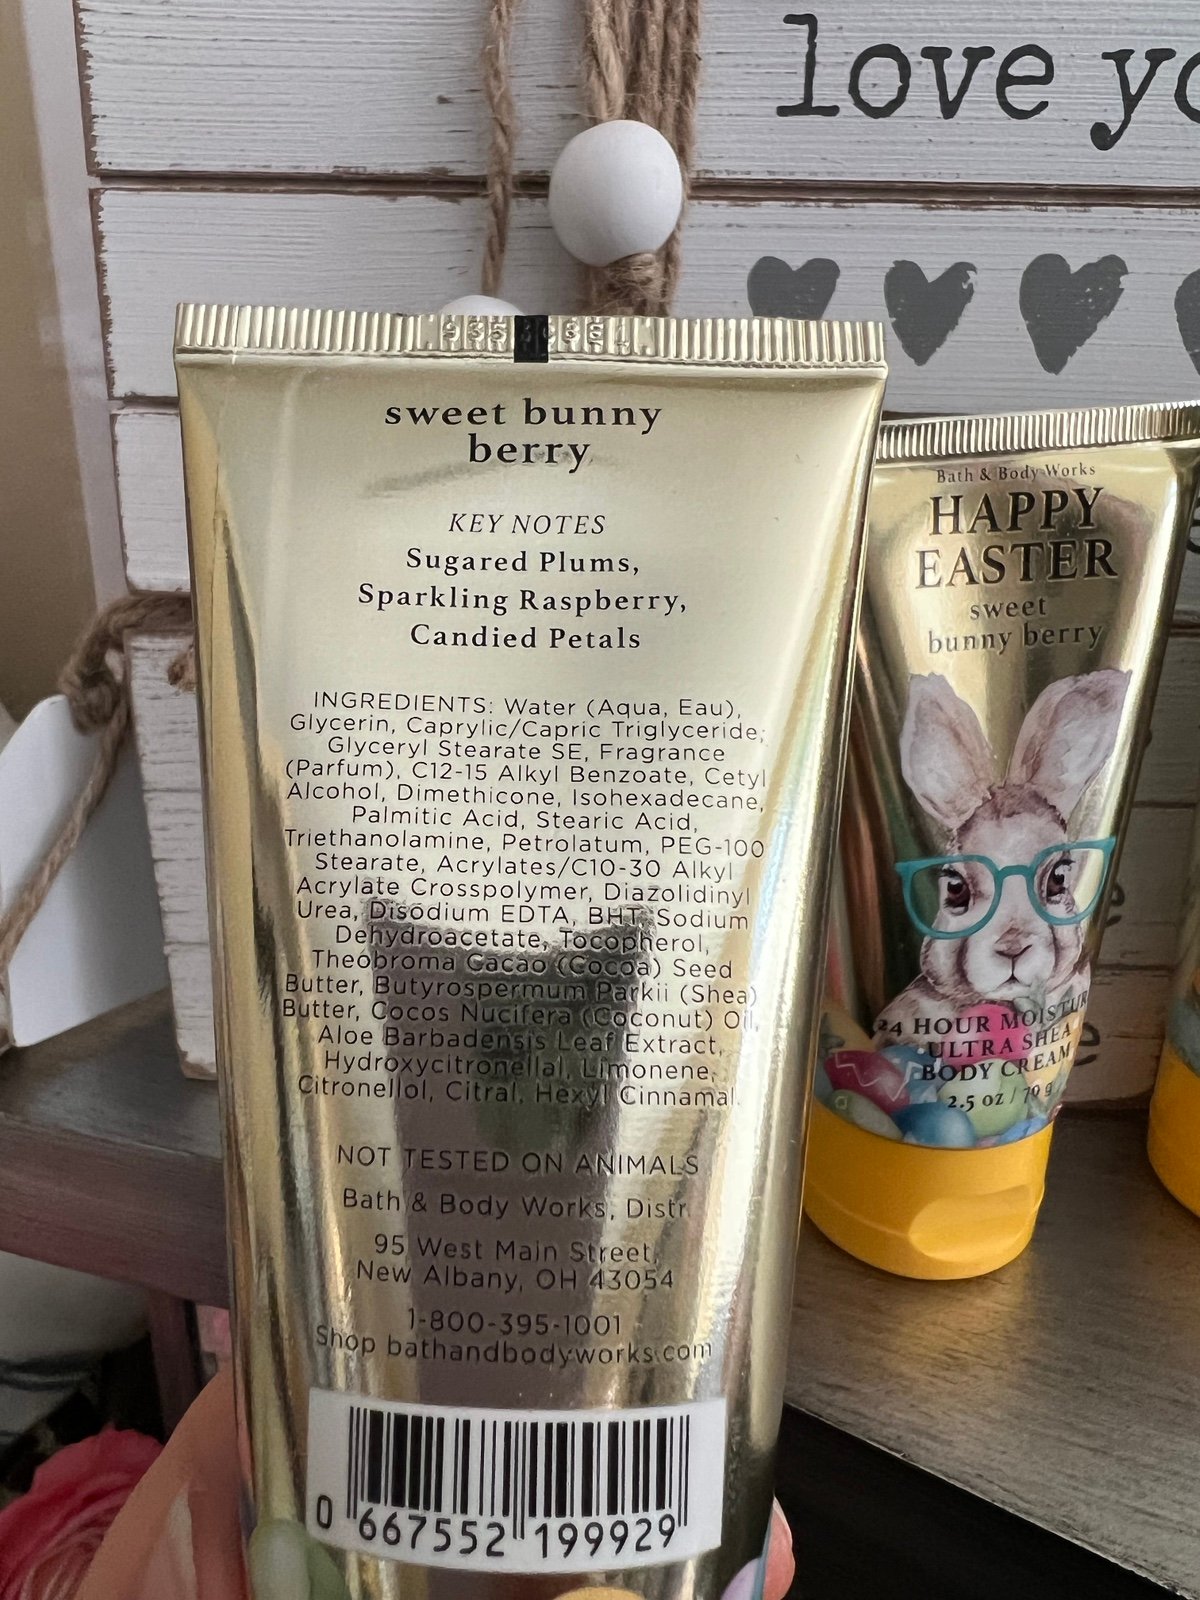 love
sweet bunny
berry
KEY NOTES
Sugared Plums,
Sparkling Raspberry,
Candied Petals
INGREDIENTS: Water (Aqua, Eau),
Glycerin, Caprylic/Capric Triglyceride,
Glyceryl Stearate SE, Fragrance
(Parfum), C12-15 Alkyl Benzoate, Cetyl
Alcohol, Dimethicone, Isohexadecane,
Palmitic Acid, Stearic Acid,
Triethanolamine, Petrolatum, PEG-100
Stearate, Acrylates/C10-30 Alkyl
Acrylate Crosspolymer, Diazolidinyl
Urea, Disodium EDTA, BHT, Sodium
Dehydroacetate, Tocopherol,
Theobroma Cacao (Cocoa) Seed
Butter, Butyrospermum Parkii (Shea)
Butter, Cocos Nucifera (Coconut) Oil,
Aloe Barbadensis Leaf Extract,
Hydroxycitronellal, Limonene,
Citronellol, Citral, Hexyl Cinnamal.
NOT TESTED ON ANIMALS
Bath & Body Works, Distr.
95 West Main Street,
New Albany, OH 43054
1-800-395-1001
Shop bathandbodyworks.com
0 667552 199929
Bath & Body Works
HAPPY
EASTER
sweet
bunny berry
24 HOUR MOISTUR
ULTRA SHEA
BODY CREAM
2.5 oz / 70 g